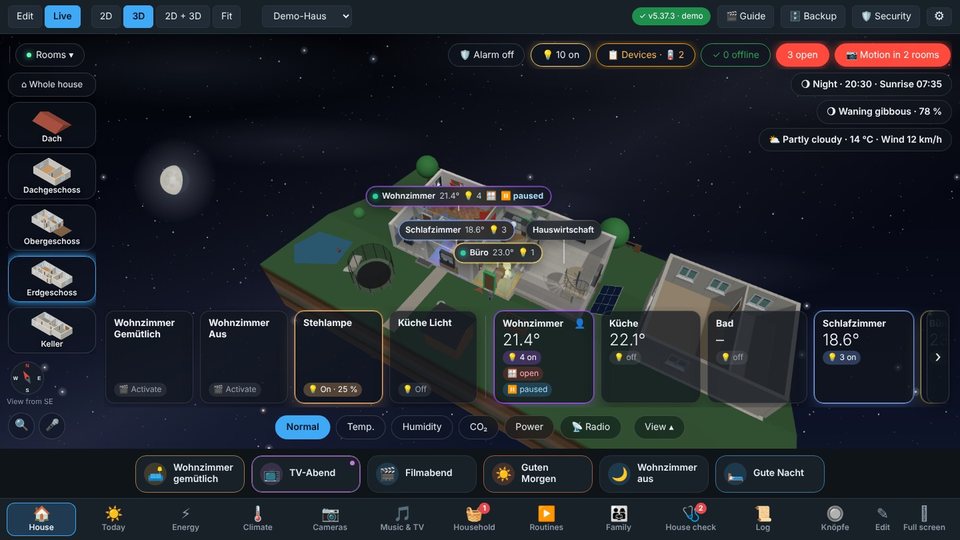 Edit Live 2D 3D 2D + 3D Fit Demo-Haus ✓ v5.37.3 · demo Guide Backup Security
Rooms ▾ Alarm off 10 on Devices · 2 ✓ 0 offline 3 open Motion in 2 rooms
⌂ Whole house Night · 20:30 · Sunrise 07:35
Waning gibbous · 78 %
Dach Partly cloudy · 14 °C · Wind 12 km/h
Dachgeschoss
Wohnzimmer 21.4° 4 paused
Schlafzimmer 18.6° 3 Hauswirtschaft
Obergeschoss
Büro 23.0° 1
Erdgeschoss
Keller
Wohnzimmer Gemütlich
Activate
Wohnzimmer Aus
Activate
Stehlampe
On · 25 %
Küche Licht
Off
Wohnzimmer
21.4°
4 on
open
paused
Küche
22.1°
off
Bad
–
off
Schlafzimmer
18.6°
3 on
›
N
W E
S
View from SE
Normal Temp. Humidity CO₂ Power Radio View ▴
Wohnzimmer gemütlich
TV-Abend
Filmabend
Guten Morgen
Wohnzimmer aus
Gute Nacht
House Today Energy Climate Cameras Music & TV Household 1 Routines Family House check 2 Log Knöpfe Edit Full screen